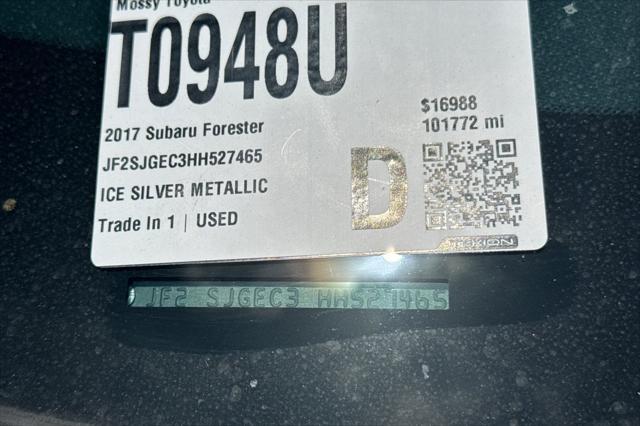 Mossy Toyota
T0948U
2017 Subaru Forester
JF2SJGEC3HH527465
ICE SILVER METALLIC
Trade In 1 | USED
$16988
101772 mi
D
TEKION
JF2 SJGEC3 HH527465